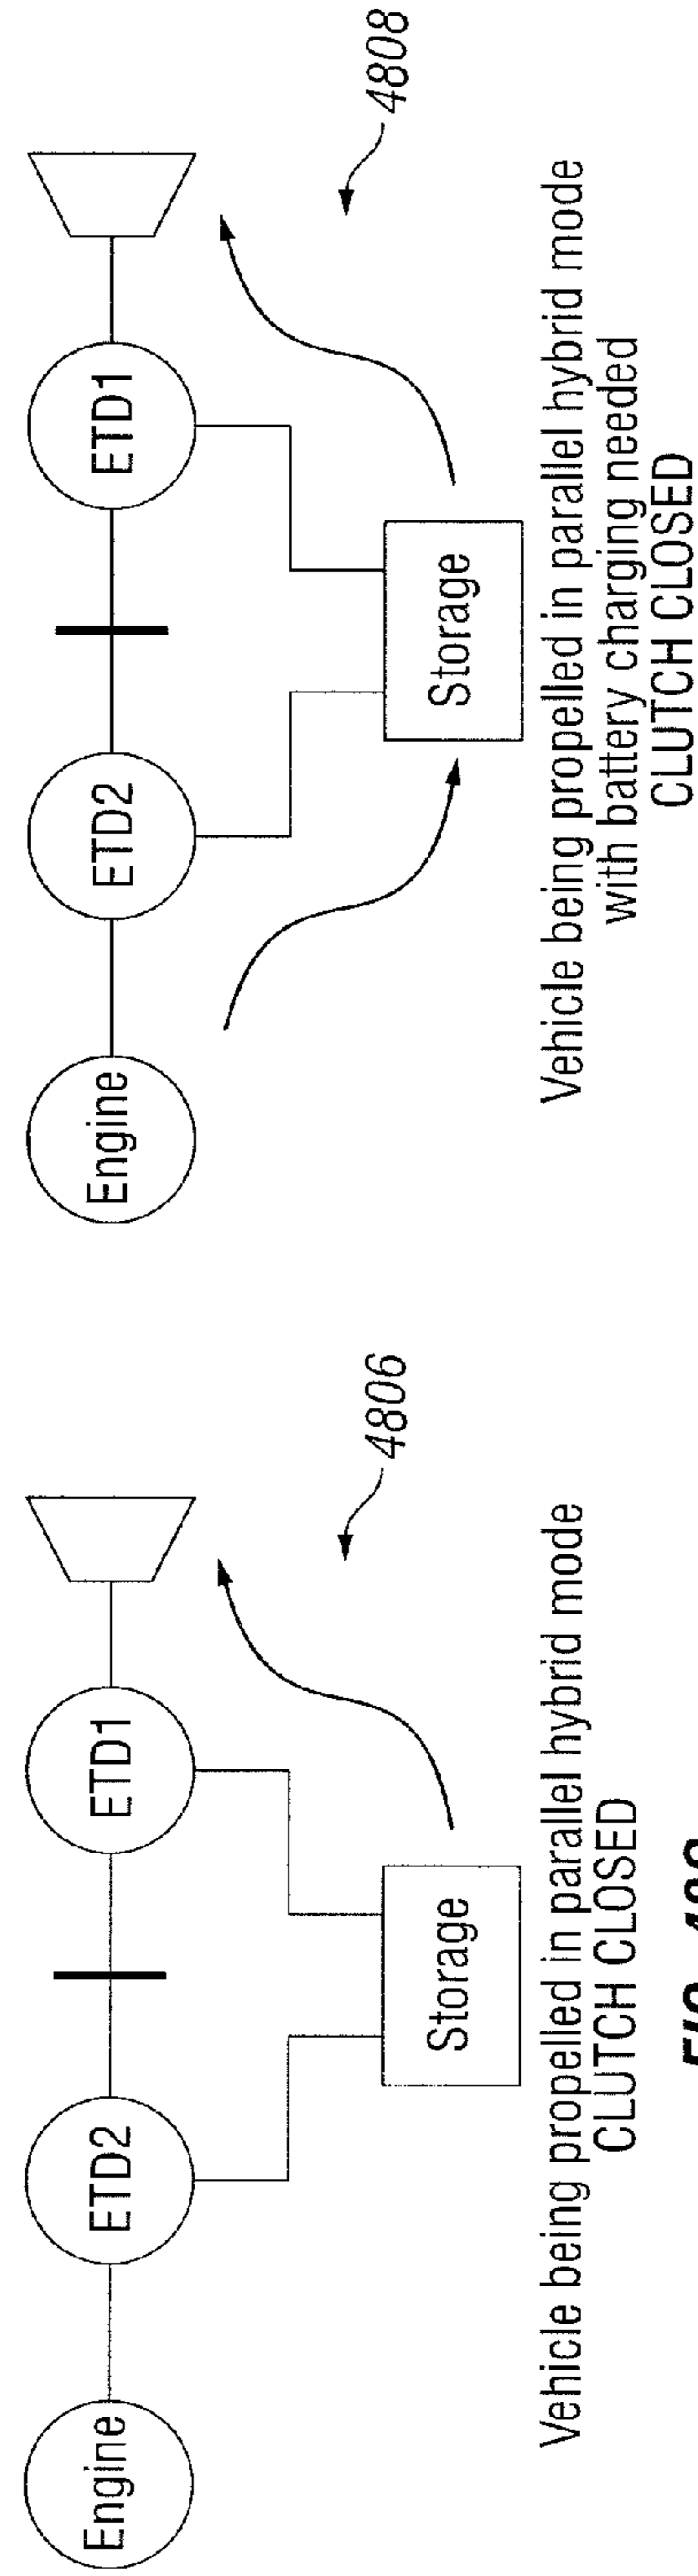 Engine
ETD2
ETD1
Storage
4806
Vehicle being propelled in parallel hybrid mode
CLUTCH CLOSED
Engine
ETD2
ETD1
Storage
4808
Vehicle being propelled in parallel hybrid mode
with battery charging needed
CLUTCH CLOSED